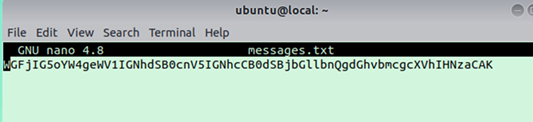 ubuntu@local: ~
File Edit View Search Terminal Help
GNU nano 4.8 messages.txt
WGFjIG5oYW4geWV1IGNhdSB0cnV5IGNhcCB0dSBjbGllbnQgdGhvbmcgcXVhIHNzaCAK